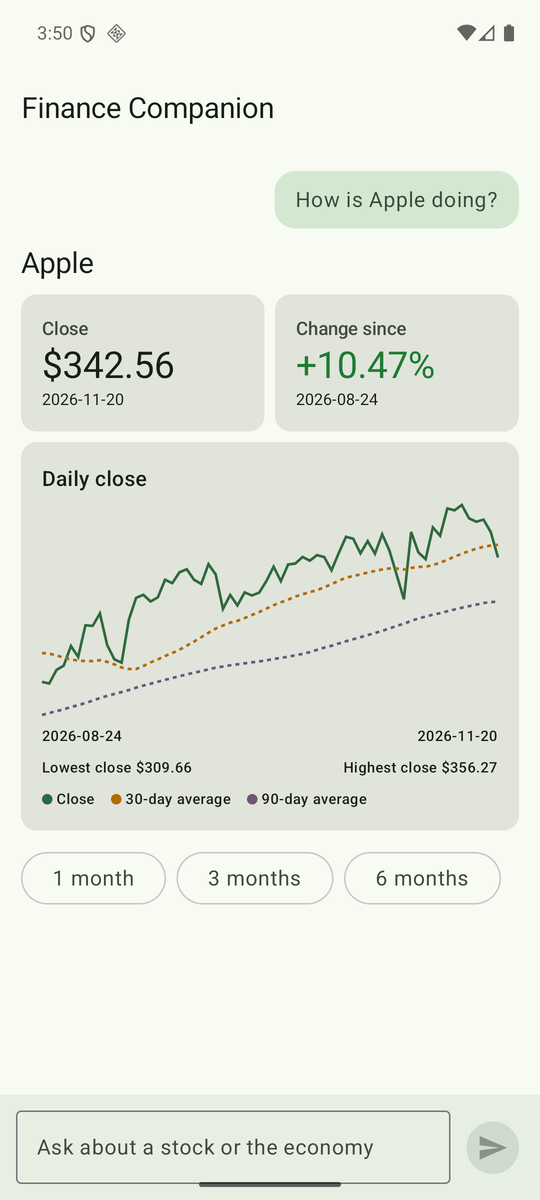 3:50
Finance Companion
How is Apple doing?
Apple
Close
$342.56
2026-11-20
Change since
+10.47%
2026-08-24
Daily close
2026-08-24 2026-11-20
Lowest close $309.66 Highest close $356.27
Close 30-day average 90-day average
1 month 3 months 6 months
Ask about a stock or the economy